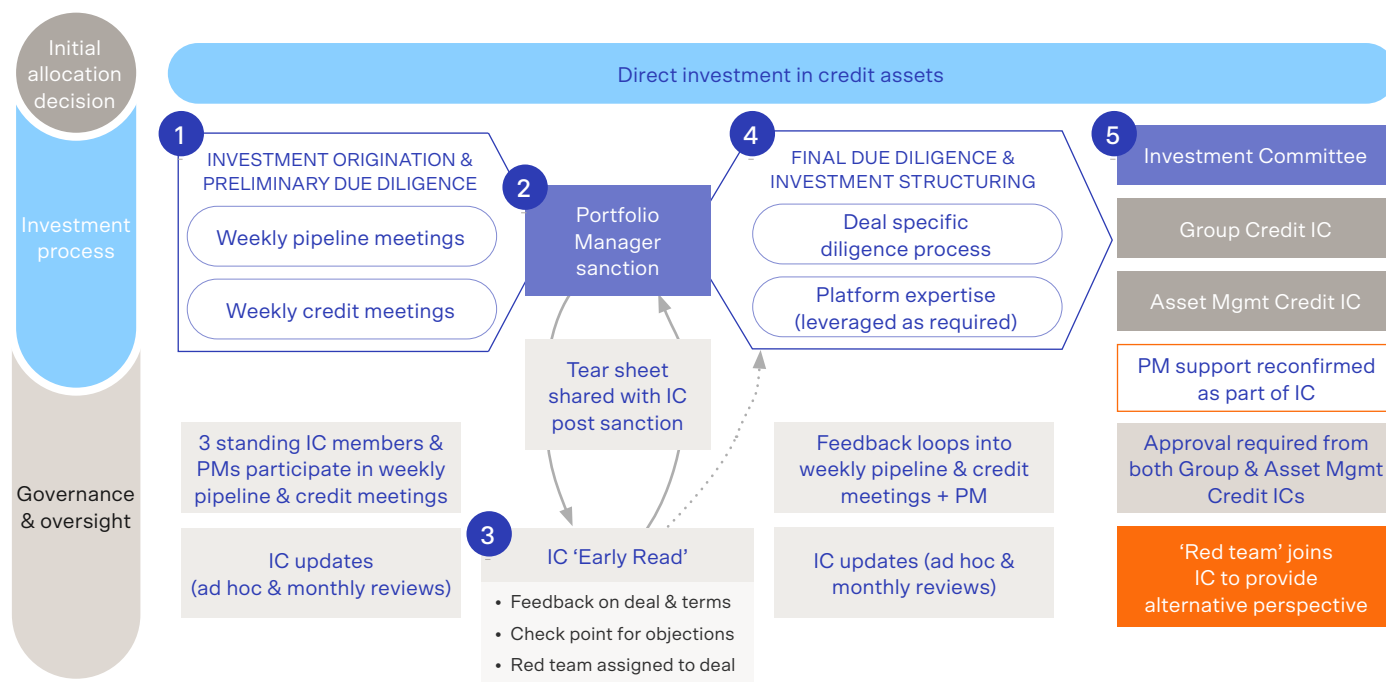 Initial
allocation
decision
Direct investment in credit assets
Investment
process
Governance
& oversight
1
INVESTMENT ORIGINATION &
PRELIMINARY DUE DILIGENCE
Weekly pipeline meetings
Weekly credit meetings
2
Portfolio
Manager
sanction
4
FINAL DUE DILIGENCE &
INVESTMENT STRUCTURING
Deal specific
diligence process
Platform expertise
(leveraged as required)
5
Investment Committee
Group Credit IC
Asset Mgmt Credit IC
PM support reconfirmed
as part of IC
Approval required from
both Group & Asset Mgmt
Credit ICs
‘Red team’ joins
IC to provide
alternative perspective
Tear sheet
shared with IC
post sanction
3 standing IC members &
PMs participate in weekly
pipeline & credit meetings
IC updates
(ad hoc & monthly reviews)
3
IC ‘Early Read’
• Feedback on deal & terms
• Check point for objections
• Red team assigned to deal
Feedback loops into
weekly pipeline & credit
meetings + PM
IC updates (ad hoc &
monthly reviews)